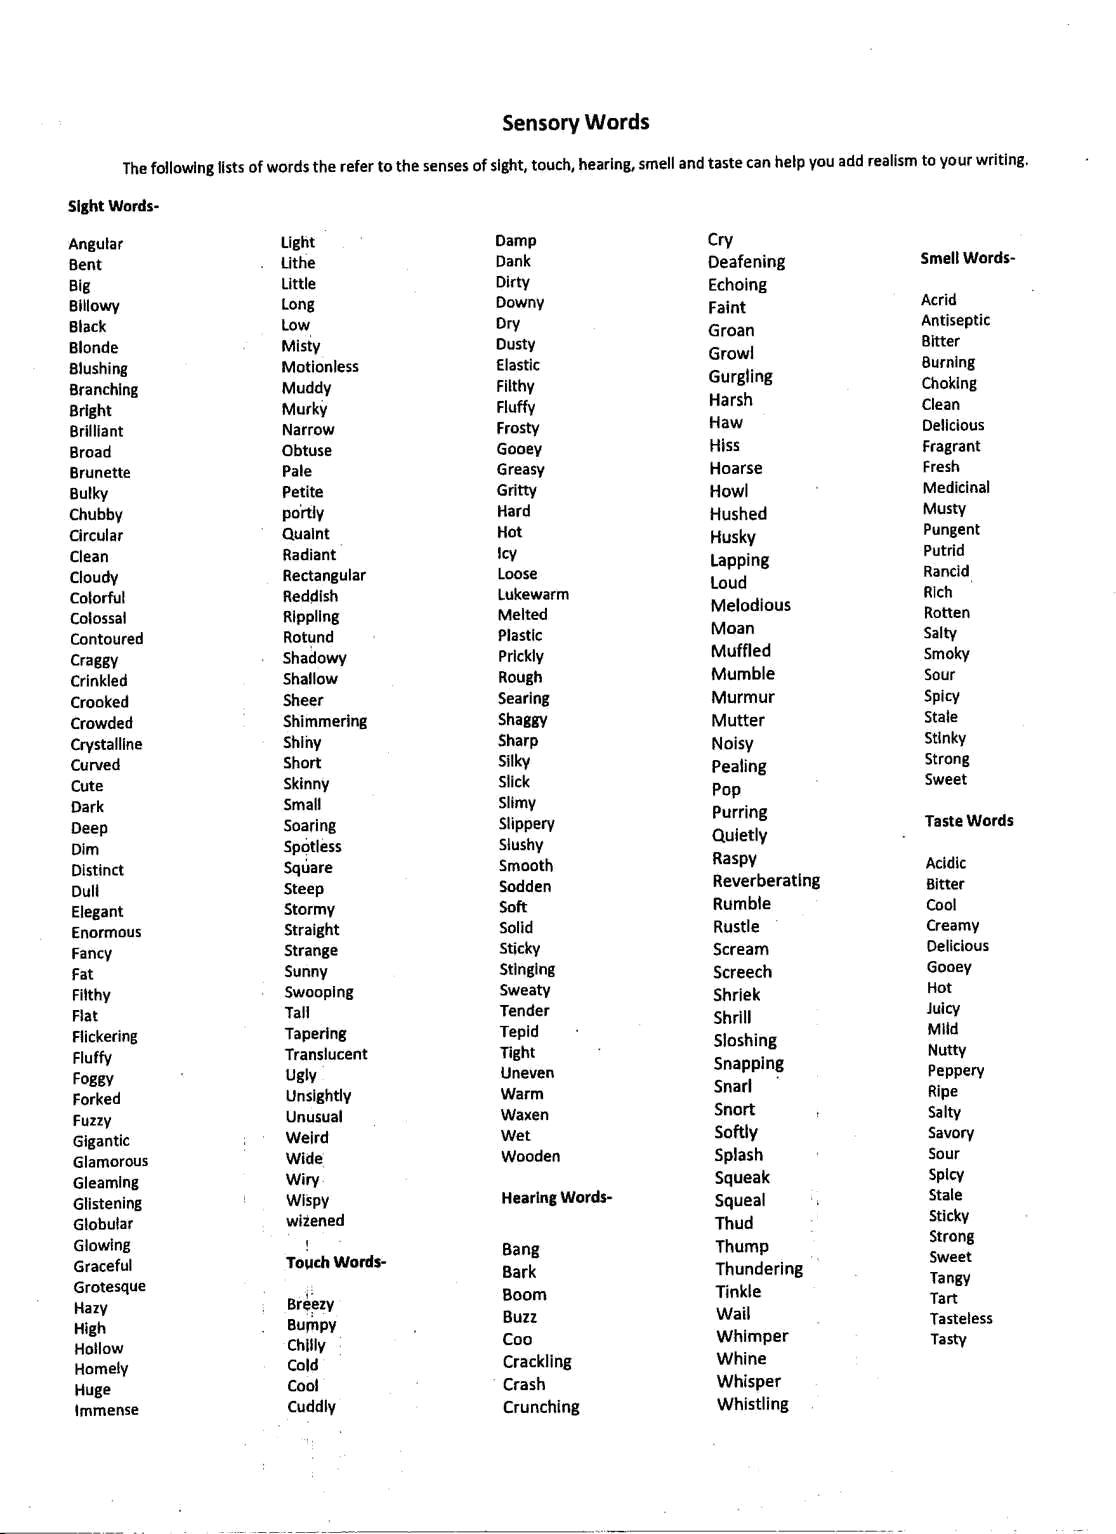 Sensory Words
The following lists of words the refer to the senses of sight, touch, hearing, smell and taste can help you add realism to your writing.
Sight Words-
Angular
Bent
Big
Billowy
Black
Blonde
Blushing
Branching
Bright
Brilliant
Broad
Brunette
Bulky
Chubby
Circular
Clean
Cloudy
Colorful
Colossal
Contoured
Craggy
Crinkled
Crooked
Crowded
Crystalline
Curved
Cute
Dark
Deep
Dim
Distinct
Dull
Elegant
Enormous
Fancy
Fat
Filthy
Flat
Flickering
Fluffy
Foggy
Forked
Fuzzy
Gigantic
Glamorous
Gleaming
Glistening
Globular
Glowing
Graceful
Grotesque
Hazy
High
Hollow
Homely
Huge
Immense
Light
Lithe
Little
Long
Low
Misty
Motionless
Muddy
Murky
Narrow
Obtuse
Pale
Petite
portly
Quaint
Radiant
Rectangular
Reddish
Rippling
Rotund
Shadowy
Shallow
Sheer
Shimmering
Shiny
Short
Skinny
Small
Soaring
Spotless
Square
Steep
Stormy
Straight
Strange
Sunny
Swooping
Tall
Tapering
Translucent
Ugly
Unsightly
Unusual
Weird
Wide
Wiry
Wispy
wizened
Touch Words-
Breezy
Bumpy
Chilly
Cold
Cool
Cuddly
Damp
Dank
Dirty
Downy
Dry
Dusty
Elastic
Filthy
Fluffy
Frosty
Gooey
Greasy
Gritty
Hard
Hot
Icy
Loose
Lukewarm
Melted
Plastic
Prickly
Rough
Searing
Shaggy
Sharp
Silky
Slick
Slimy
Slippery
Slushy
Smooth
Sodden
Soft
Solid
Sticky
Stinging
Sweaty
Tender
Tepid
Tight
Uneven
Warm
Waxen
Wet
Wooden
Hearing Words-
Bang
Bark
Boom
Buzz
Coo
Crackling
Crash
Crunching
Cry
Deafening
Echoing
Faint
Groan
Growl
Gurgling
Harsh
Haw
Hiss
Hoarse
Howl
Hushed
Husky
Lapping
Loud
Melodious
Moan
Muffled
Mumble
Murmur
Mutter
Noisy
Pealing
Pop
Purring
Quietly
Raspy
Reverberating
Rumble
Rustle
Scream
Screech
Shriek
Shrill
Sloshing
Snapping
Snarl
Snort
Softly
Splash
Squeak
Squeal
Thud
Thump
Thundering
Tinkle
Wail
Whimper
Whine
Whisper
Whistling
Smell Words-
Acrid
Antiseptic
Bitter
Burning
Choking
Clean
Delicious
Fragrant
Fresh
Medicinal
Musty
Pungent
Putrid
Rancid
Rich
Rotten
Salty
Smoky
Sour
Spicy
Stale
Stinky
Strong
Sweet
Taste Words
Acidic
Bitter
Cool
Creamy
Delicious
Gooey
Hot
Juicy
Mild
Nutty
Peppery
Ripe
Salty
Savory
Sour
Spicy
Stale
Sticky
Strong
Sweet
Tangy
Tart
Tasteless
Tasty